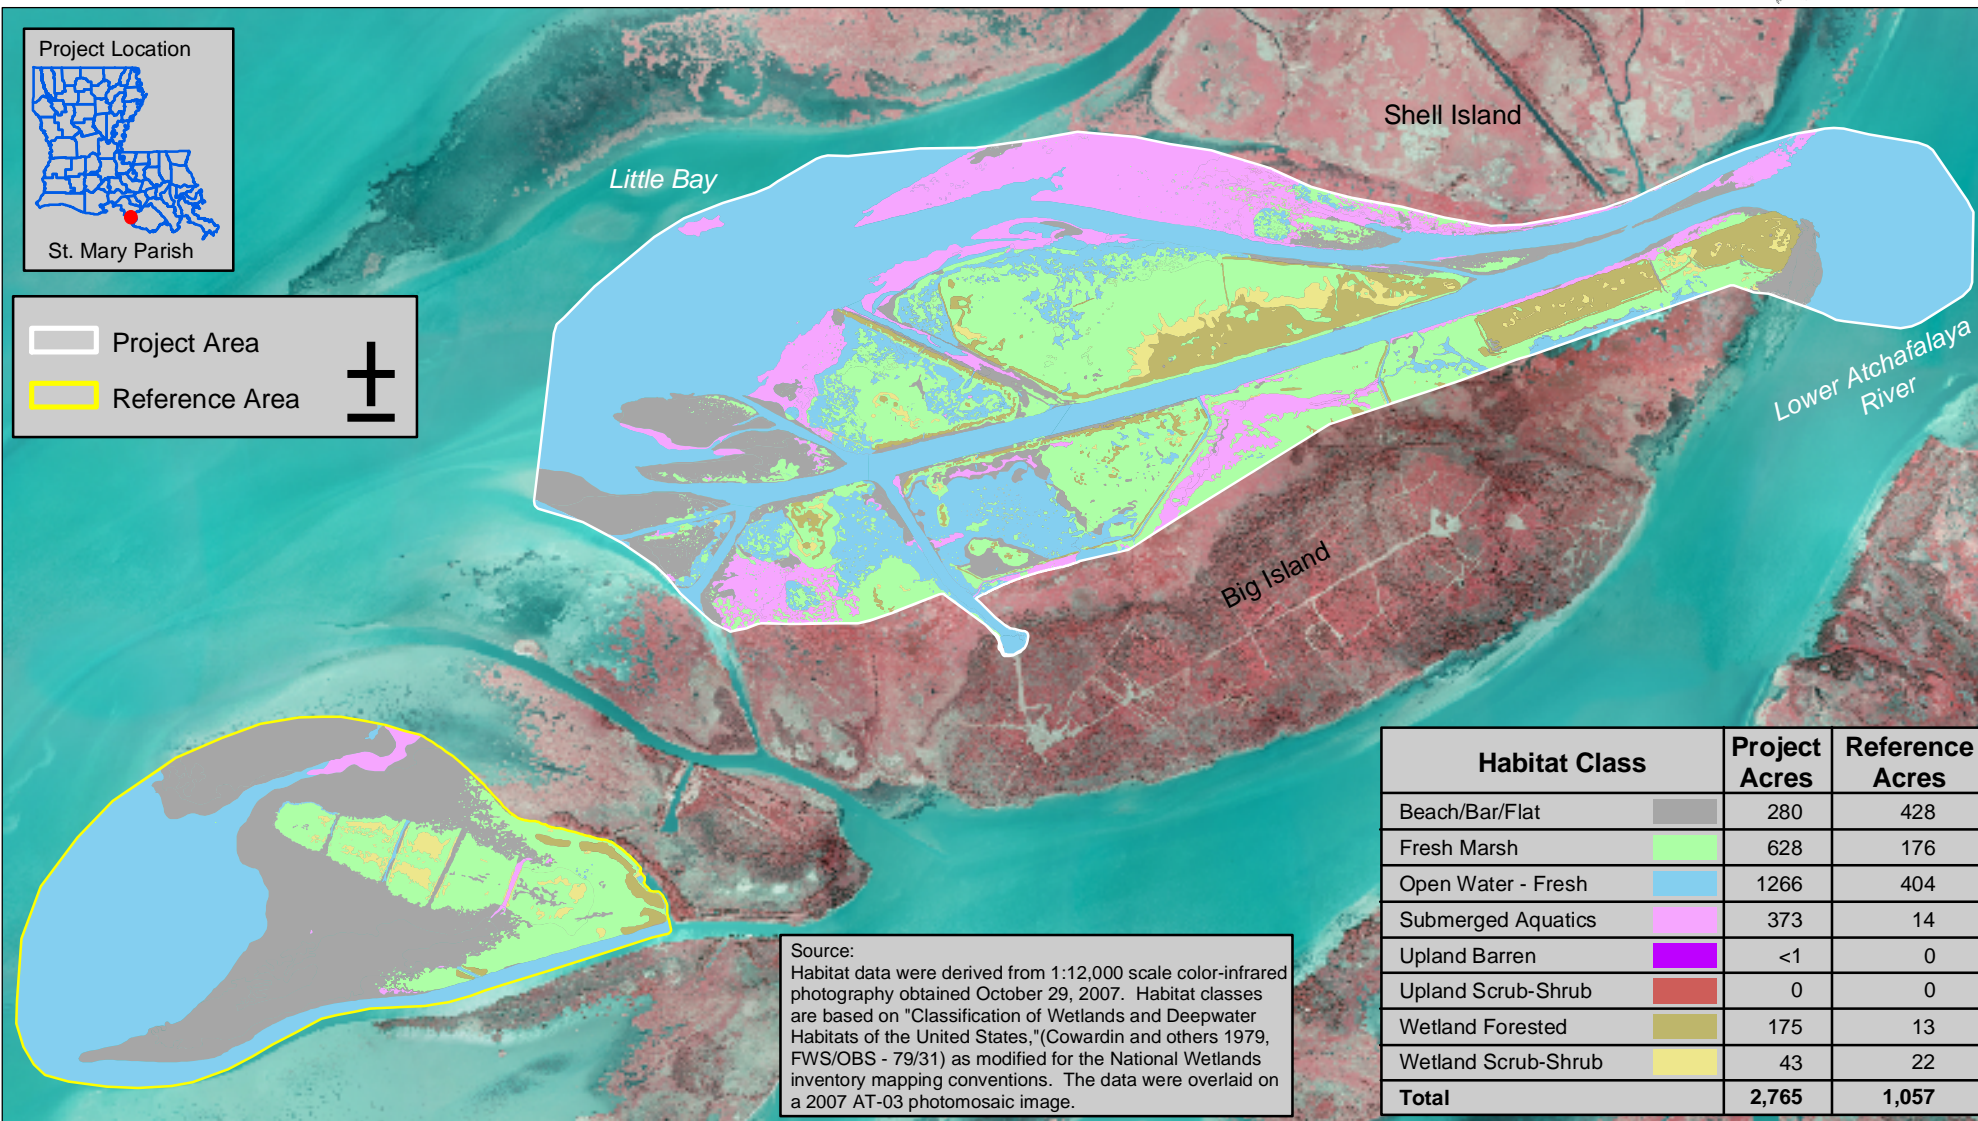 Project Location
St. Mary Parish
Project Area
Reference Area
Little Bay
Shell Island
Lower Atchafalaya
River
Big Island
Source:
Habitat data were derived from 1:12,000 scale color-infrared
photography obtained October 29, 2007. Habitat classes
are based on "Classification of Wetlands and Deepwater
Habitats of the United States,"(Cowardin and others 1979,
FWS/OBS - 79/31) as modified for the National Wetlands
inventory mapping conventions. The data were overlaid on
a 2007 AT-03 photomosaic image.
Habitat Class Project Acres Reference Acres
Beach/Bar/Flat 280 428
Fresh Marsh 628 176
Open Water - Fresh 1266 404
Submerged Aquatics 373 14
Upland Barren <1 0
Upland Scrub-Shrub 0 0
Wetland Forested 175 13
Wetland Scrub-Shrub 43 22
Total 2,765 1,057